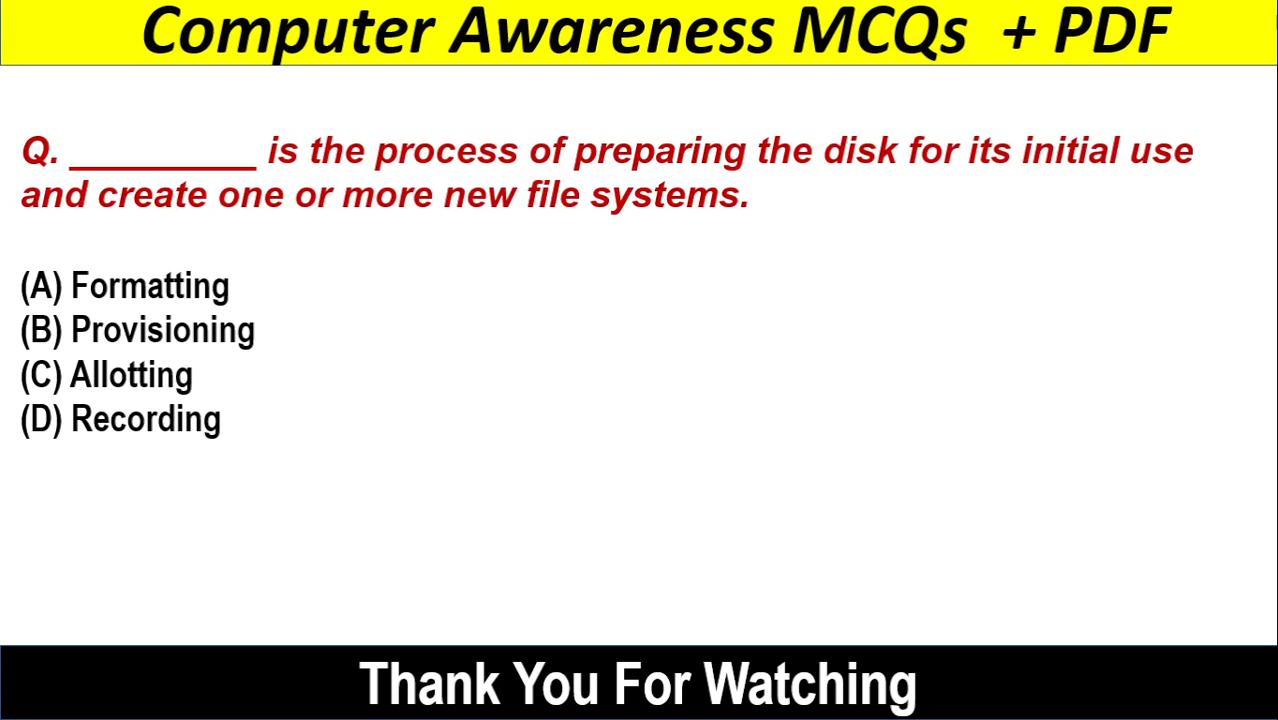 Computer Awareness MCQs + PDF
Q. _________ is the process of preparing the disk for its initial use
and create one or more new file systems.
(A) Formatting
(B) Provisioning
(C) Allotting
(D) Recording
Thank You For Watching